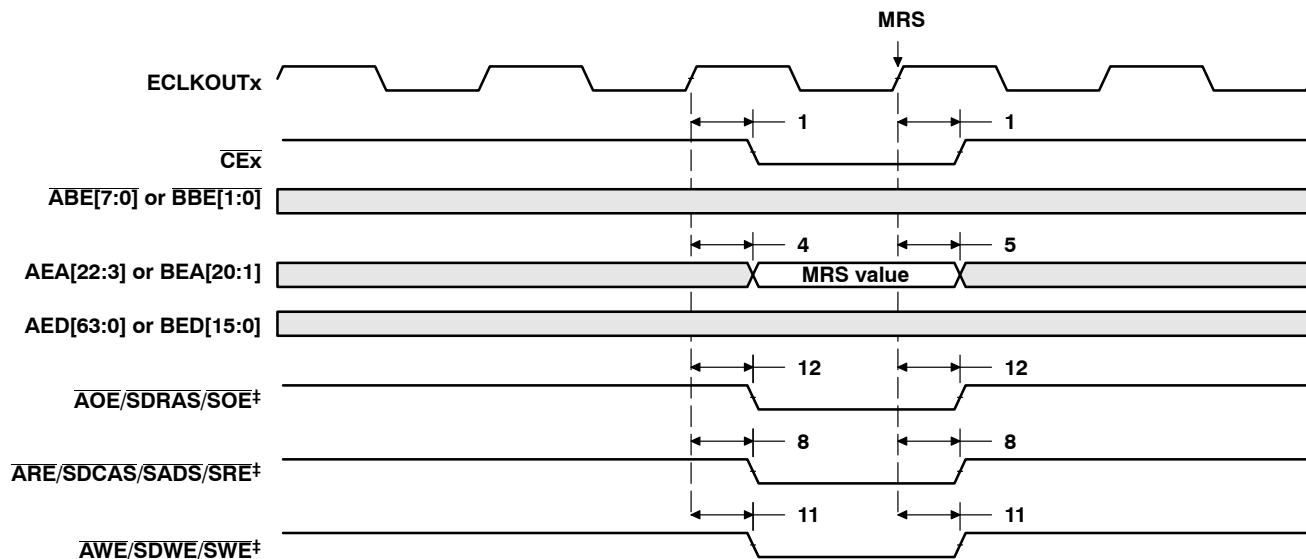 MRS
ECLKOUTx
1 1
CEx
ABE[7:0] or BBE[1:0]
4 5
AEA[22:3] or BEA[20:1] MRS value
AED[63:0] or BED[15:0]
12 12
AOE/SDRAS/SOE‡
8 8
ARE/SDCAS/SADS/SRE‡
11 11
AWE/SDWE/SWE‡